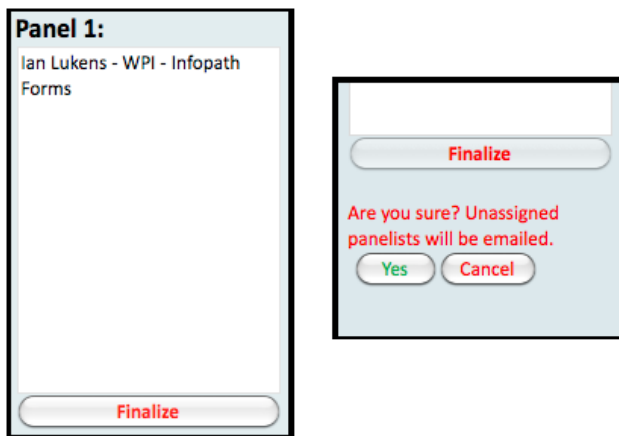 Panel 1:
Ian Lukens - WPI - Infopath
Forms
Finalize
Finalize
Are you sure? Unassigned
panelists will be emailed.
Yes Cancel